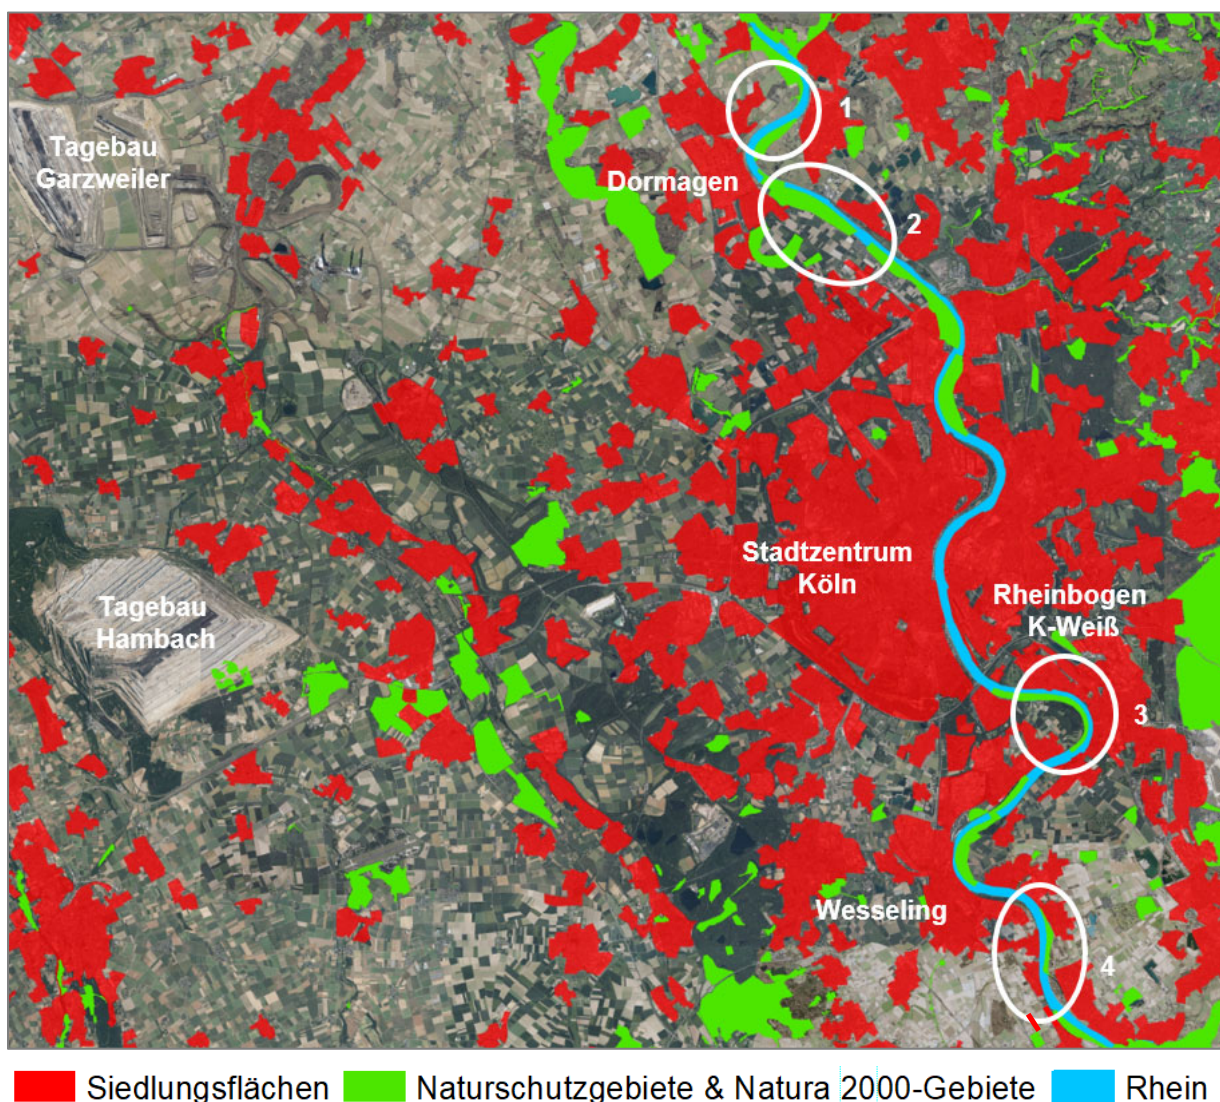 1
Tagebau
Garzweiler
Dormagen
2
Stadtzentrum
Köln
Rheinbogen
K-Weiß
Tagebau
Hambach
3
Wesseling
4
Siedlungsflächen Naturschutzgebiete & Natura 2000-Gebiete Rhein